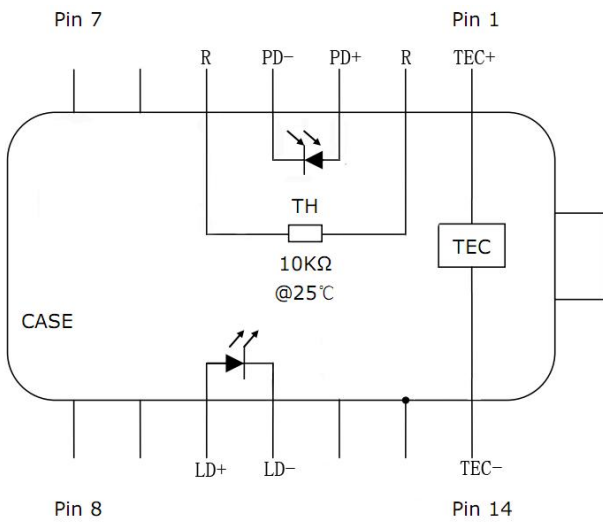 Pin 7 Pin 1
R PD- PD+ R TEC+
TH
TEC
10KΩ
@25℃
CASE
LD+ LD- TEC-
Pin 8 Pin 14